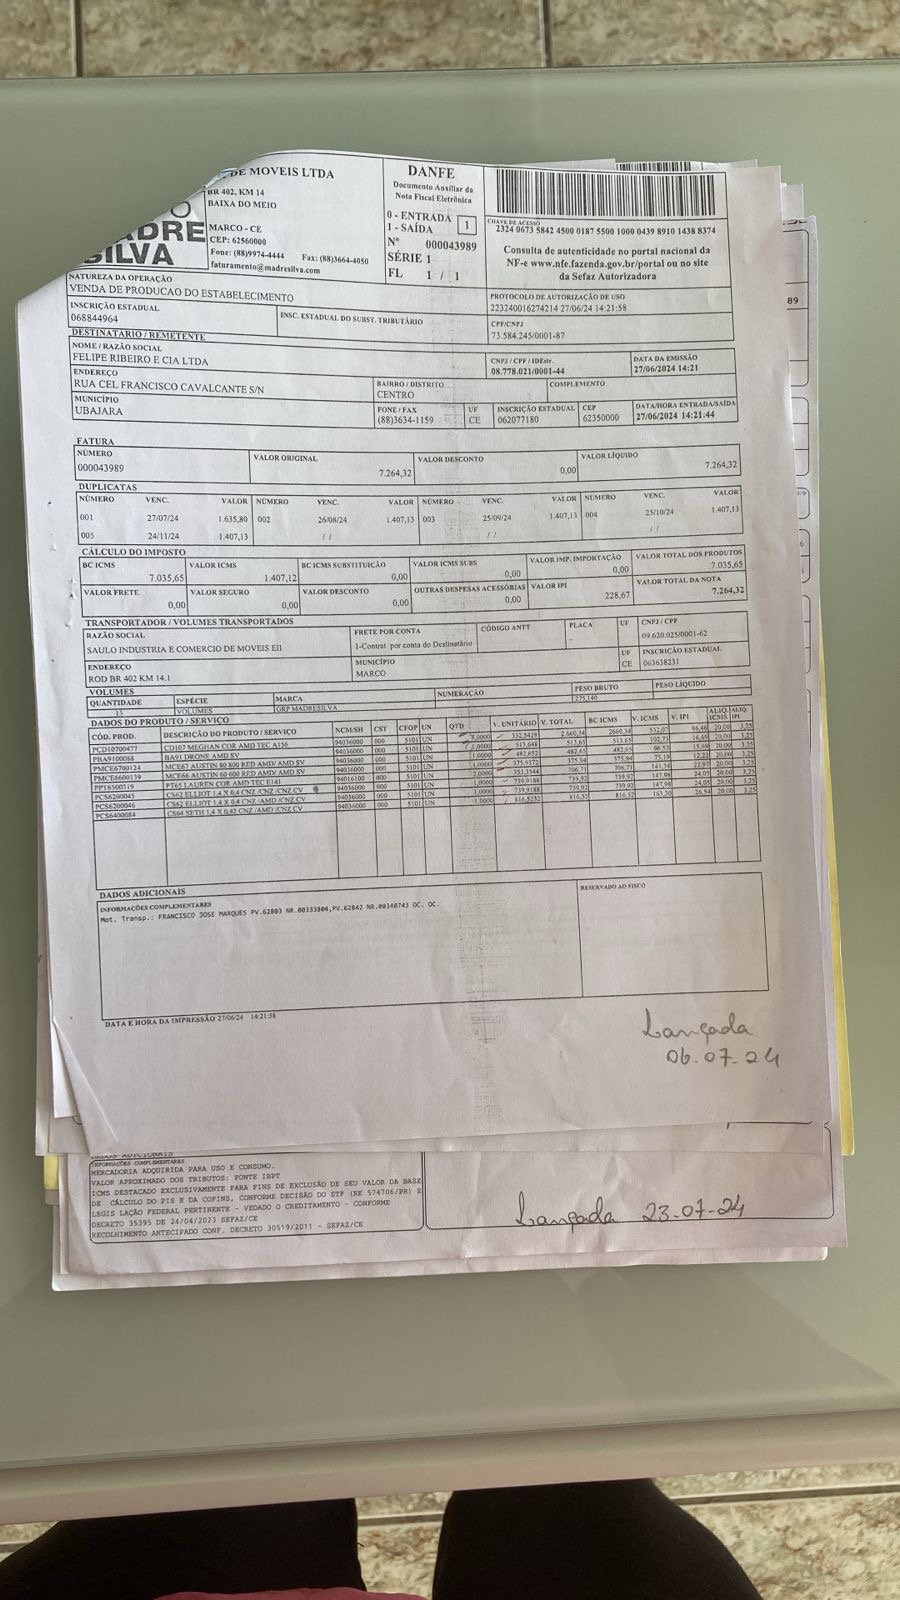 DE MOVEIS LTDA
BR 402, KM 14
BAIXA DO MEIO
MARCO - CE
CEP: 62560000
Fone: (88)9974-4444 Fax: (88)3664-4050
faturamento@madresilva.com
ADRE
SILVA
DANFE
Documento Auxiliar da
Nota Fiscal Eletrônica
0 - ENTRADA
1 - SAÍDA 1
Nº 000043989
SÉRIE 1
FL 1 / 1
CHAVE DE ACESSO
2324 0673 5842 4500 0187 5500 1000 0439 8910 1438 8374
Consulta de autenticidade no portal nacional da
NF-e www.nfe.fazenda.gov.br/portal ou no site
da Sefaz Autorizadora
NATUREZA DA OPERAÇÃO
VENDA DE PRODUCAO DO ESTABELECIMENTO
PROTOCOLO DE AUTORIZAÇÃO DE USO
223240016274214 27/06/24 14:21:58
INSCRIÇÃO ESTADUAL
068844964
INSC. ESTADUAL DO SUBST. TRIBUTÁRIO
CPF/CNPJ
73.584.245/0001-87
DESTINATÁRIO / REMETENTE
NOME / RAZÃO SOCIAL
FELIPE RIBEIRO E CIA LTDA
CNPJ / CPF / IDEstr.
08.778.021/0001-44
DATA DA EMISSÃO
27/06/2024 14:21
ENDEREÇO
RUA CEL FRANCISCO CAVALCANTE S/N
BAIRRO / DISTRITO
CENTRO
COMPLEMENTO
MUNICÍPIO
UBAJARA
FONE / FAX
(88)3634-1159
UF
CE
INSCRIÇÃO ESTADUAL
062077180
CEP
62350000
DATA/HORA ENTRADA/SAÍDA
27/06/2024 14:21:44
FATURA
NÚMERO
000043989
VALOR ORIGINAL
7.264,32
VALOR DESCONTO
0,00
VALOR LÍQUIDO
7.264,32
DUPLICATAS
NÚMERO VENC. VALOR NÚMERO VENC. VALOR NÚMERO VENC. VALOR NÚMERO VENC. VALOR
001 27/07/24 1.635,80 002 26/08/24 1.407,13 003 25/09/24 1.407,13 004 25/10/24 1.407,13
005 24/11/24 1.407,13 / / / / / /
CÁLCULO DO IMPOSTO
BC ICMS
7.035,65
VALOR ICMS
1.407,12
BC ICMS SUBSTITUIÇÃO
0,00
VALOR ICMS SUBS
0,00
VALOR IMP. IMPORTAÇÃO
0,00
VALOR TOTAL DOS PRODUTOS
7.035,65
VALOR FRETE
0,00
VALOR SEGURO
0,00
VALOR DESCONTO
0,00
OUTRAS DESPESAS ACESSÓRIAS
0,00
VALOR IPI
228,67
VALOR TOTAL DA NOTA
7.264,32
TRANSPORTADOR / VOLUMES TRANSPORTADOS
RAZÃO SOCIAL
SAULO INDUSTRIA E COMERCIO DE MOVEIS EII
FRETE POR CONTA
1-Contrat. por conta do Destinatário
CÓDIGO ANTT
PLACA
-
UF
CNPJ / CPF
09.620.025/0001-62
ENDEREÇO
ROD BR 402 KM 14.1
MUNICÍPIO
MARCO
UF
CE
INSCRIÇÃO ESTADUAL
063638231
VOLUMES
QUANTIDADE
13
ESPÉCIE
VOLUMES
MARCA
GRP MADRESILVA
NUMERAÇÃO
PESO BRUTO
275,140
PESO LÍQUIDO
DADOS DO PRODUTO / SERVIÇO
CÓD. PROD. DESCRIÇÃO DO PRODUTO / SERVIÇO NCM/SH CST CFOP UN QTD V. UNITÁRIO V. TOTAL BC ICMS V. ICMS V. IPI ALIQ. ICMS ALIQ. IPI
PCD10700477 CD107 MEGHAN COR AMD TEC A156 94036000 000 5101 UN 8,0000 332,5428 2.660,34 2660,34 532,07 86,46 20,00 3,25
PBA9100088 BA91 DRONE AMD SV 94036000 000 5101 UN 1,0000 513,648 513,65 513,65 102,73 16,69 20,00 3,25
PMCE6700124 MCE67 AUSTIN 80 800 RED AMD/ AMD SV 94036000 000 5101 UN 1,0000 482,652 482,65 482,65 96,53 15,69 20,00 3,25
PMCE6600139 MCE66 AUSTIN 60 600 RED AMD/ AMD SV 94036000 000 5101 UN 1,0000 375,9372 375,94 375,94 75,19 12,22 20,00 3,25
PPT6500119 PT65 LAUREN COR AMD TEC E141 94016100 000 5101 UN 2,0000 353,3544 706,71 706,71 141,34 22,97 20,00 3,25
PCS6200045 CS62 ELLIOT 1,4 X 0,4 CNZ /CNZ /CNZ CV 94036000 000 5101 UN 1,0000 739,9188 739,92 739,92 147,98 24,05 20,00 3,25
PCS6200046 CS62 ELLIOT 1,4 X 0,4 CNZ /AMD /CNZ CV 94036000 000 5101 UN 1,0000 739,9188 739,92 739,92 147,98 24,05 20,00 3,25
PCS6400084 CS64 SETH 1,4 X 0,42 CNZ /AMD /CNZ CV 94036000 000 5101 UN 1,0000 816,5232 816,52 816,52 163,30 26,54 20,00 3,25
DADOS ADICIONAIS
INFORMAÇÕES COMPLEMENTARES
Mot. Transp.: FRANCISCO JOSE MARQUES PV.62803 NR.00333804,PV.62842 NR.00340743 OC. OC.
RESERVADO AO FISCO
DATA E HORA DA IMPRESSÃO 27/06/24 14:21:58
Lançada
06.07.24
89
DADOS ADICIONAIS
INFORMAÇÕES COMPLEMENTARES
MERCADORIA ADQUIRIDA PARA USO E CONSUMO.
VALOR APROXIMADO DOS TRIBUTOS; FONTE IBPT
ICMS DESTACADO EXCLUSIVAMENTE PARA FINS DE EXCLUSÃO DE SEU VALOR DA BASE
DE CÁLCULO DO PIS E DA COFINS, CONFORME DECISÃO DO STF (RE 574706/PR) E
LEGIS LAÇÃO FEDERAL PERTINENTE - VEDADO O CREDITAMENTO - CONFORME
DECRETO 35395 DE 24/04/2023 SEFAZ/CE
RECOLHIMENTO ANTECIPADO CONF. DECRETO 30519/2011 - SEFAZ/CE
Lançada 23-07-24